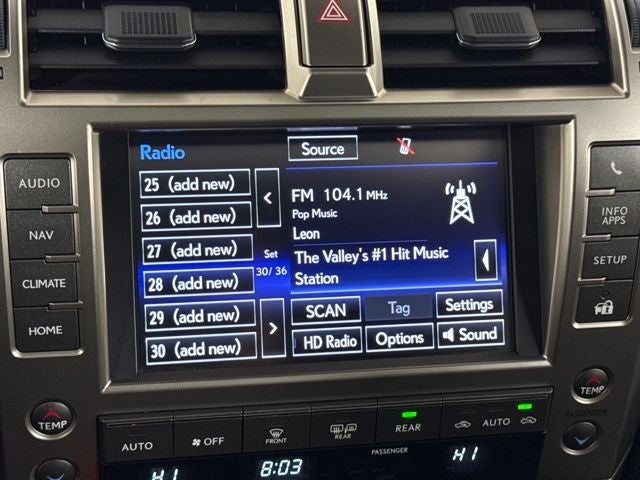 Radio
Source
25 (add new)
26 (add new)
27 (add new)
28 (add new)
29 (add new)
30 (add new)
Set
30/ 36
FM 104.1 MHz
Pop Music
Leon
The Valley's #1 Hit Music
Station
SCAN
Tag
Settings
HD Radio
Options
Sound
AUDIO
NAV
CLIMATE
HOME
INFO
APPS
SETUP
TEMP
AUTO
OFF
FRONT
REAR
REAR
AUTO
TEMP
PASSENGER
PASSENGER
HI
8:03
HI